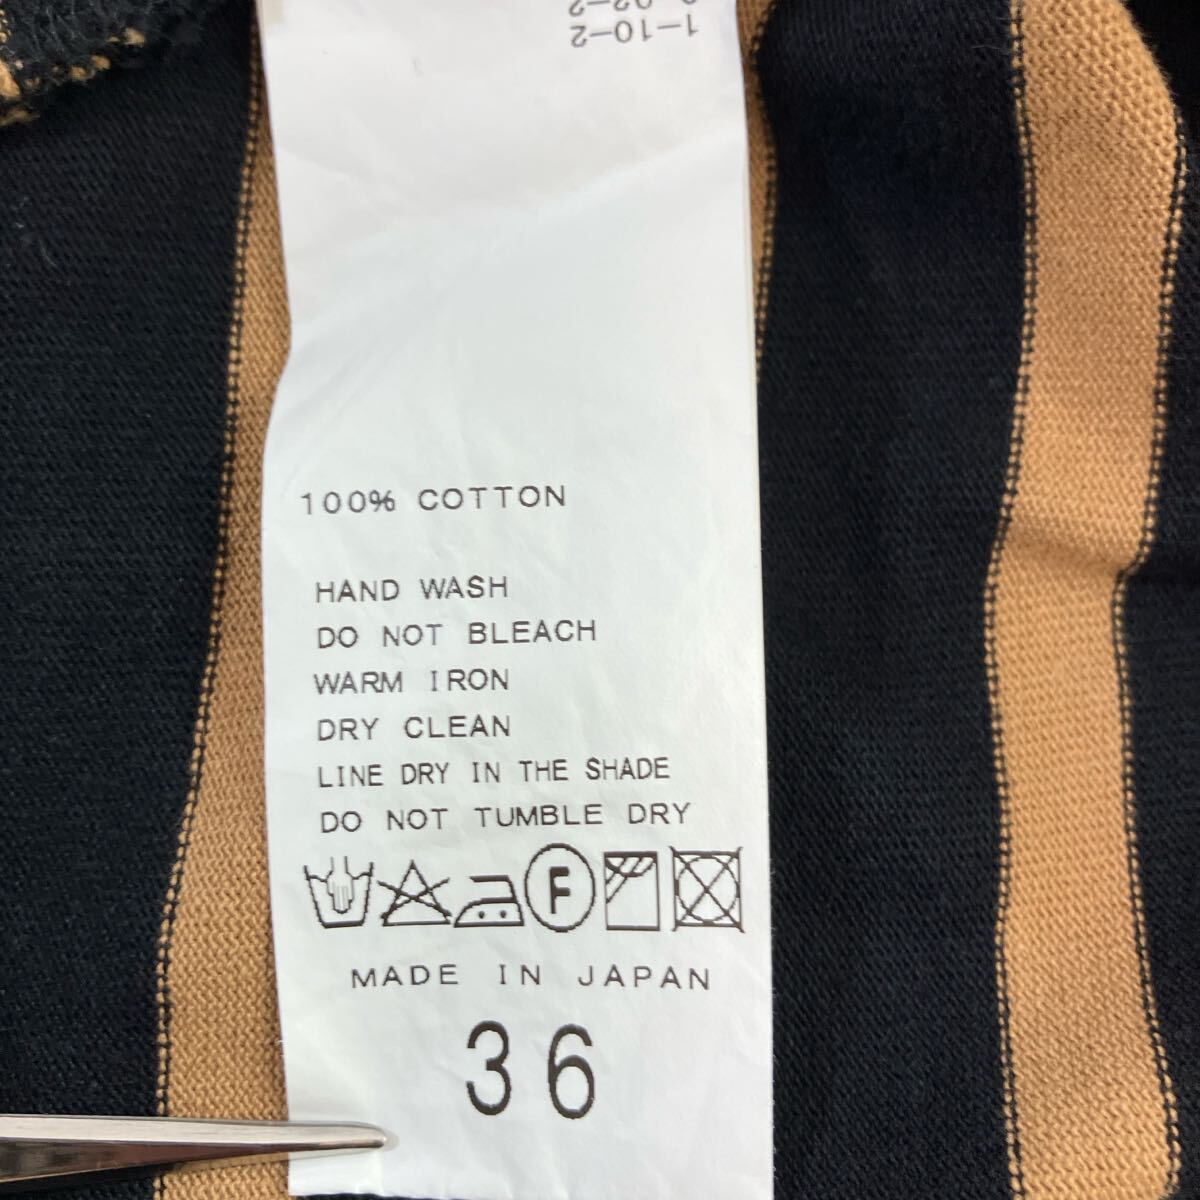 1-10-2
100% COTTON
HAND WASH
DO NOT BLEACH
WARM IRON
DRY CLEAN
LINE DRY IN THE SHADE
DO NOT TUMBLE DRY
F
MADE IN JAPAN
36